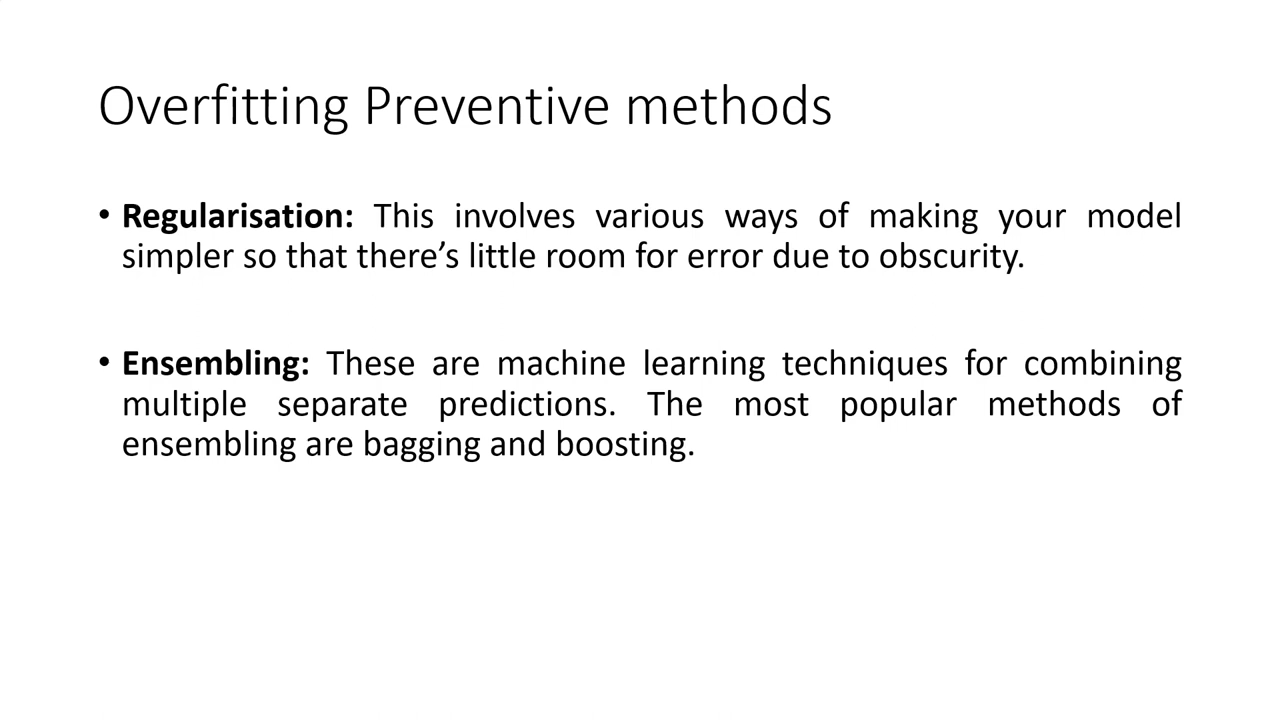 Overfitting Preventive methods
• Regularisation: This involves various ways of making your model
simpler so that there’s little room for error due to obscurity.
• Ensembling: These are machine learning techniques for combining
multiple separate predictions. The most popular methods of
ensembling are bagging and boosting.